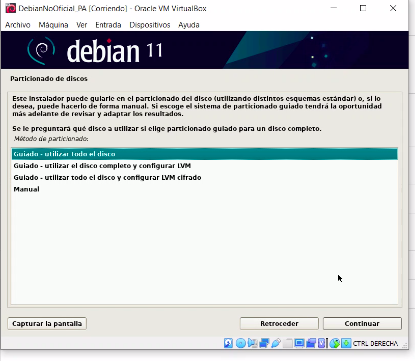 DebianNoOficial_PA [Corriendo] - Oracle VM VirtualBox
Archivo Máquina Ver Entrada Dispositivos Ayuda
debian 11
Particionado de discos
Este instalador puede guiarle en el particionado del disco (utilizando distintos esquemas estándar) o, si lo
desea, puede hacerlo de forma manual. Si escoge el sistema de particionado guiado tendrá la oportunidad
más adelante de revisar y adaptar los resultados.
Se le preguntará qué disco a utilizar si elige particionado guiado para un disco completo.
Método de particionado:
Guiado - utilizar todo el disco
Guiado - utilizar el disco completo y configurar LVM
Guiado - utilizar todo el disco y configurar LVM cifrado
Manual
Capturar la pantalla
Retroceder
Continuar
CTRL DERECHA